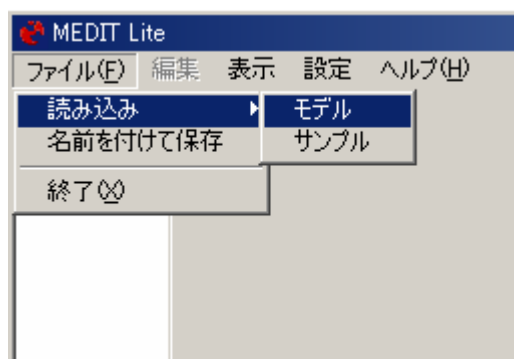 MEDIT Lite
ファイル(F) 編集 表示 設定 ヘルプ(H)
読み込み モデル
名前を付けて保存 サンプル
終了(X)